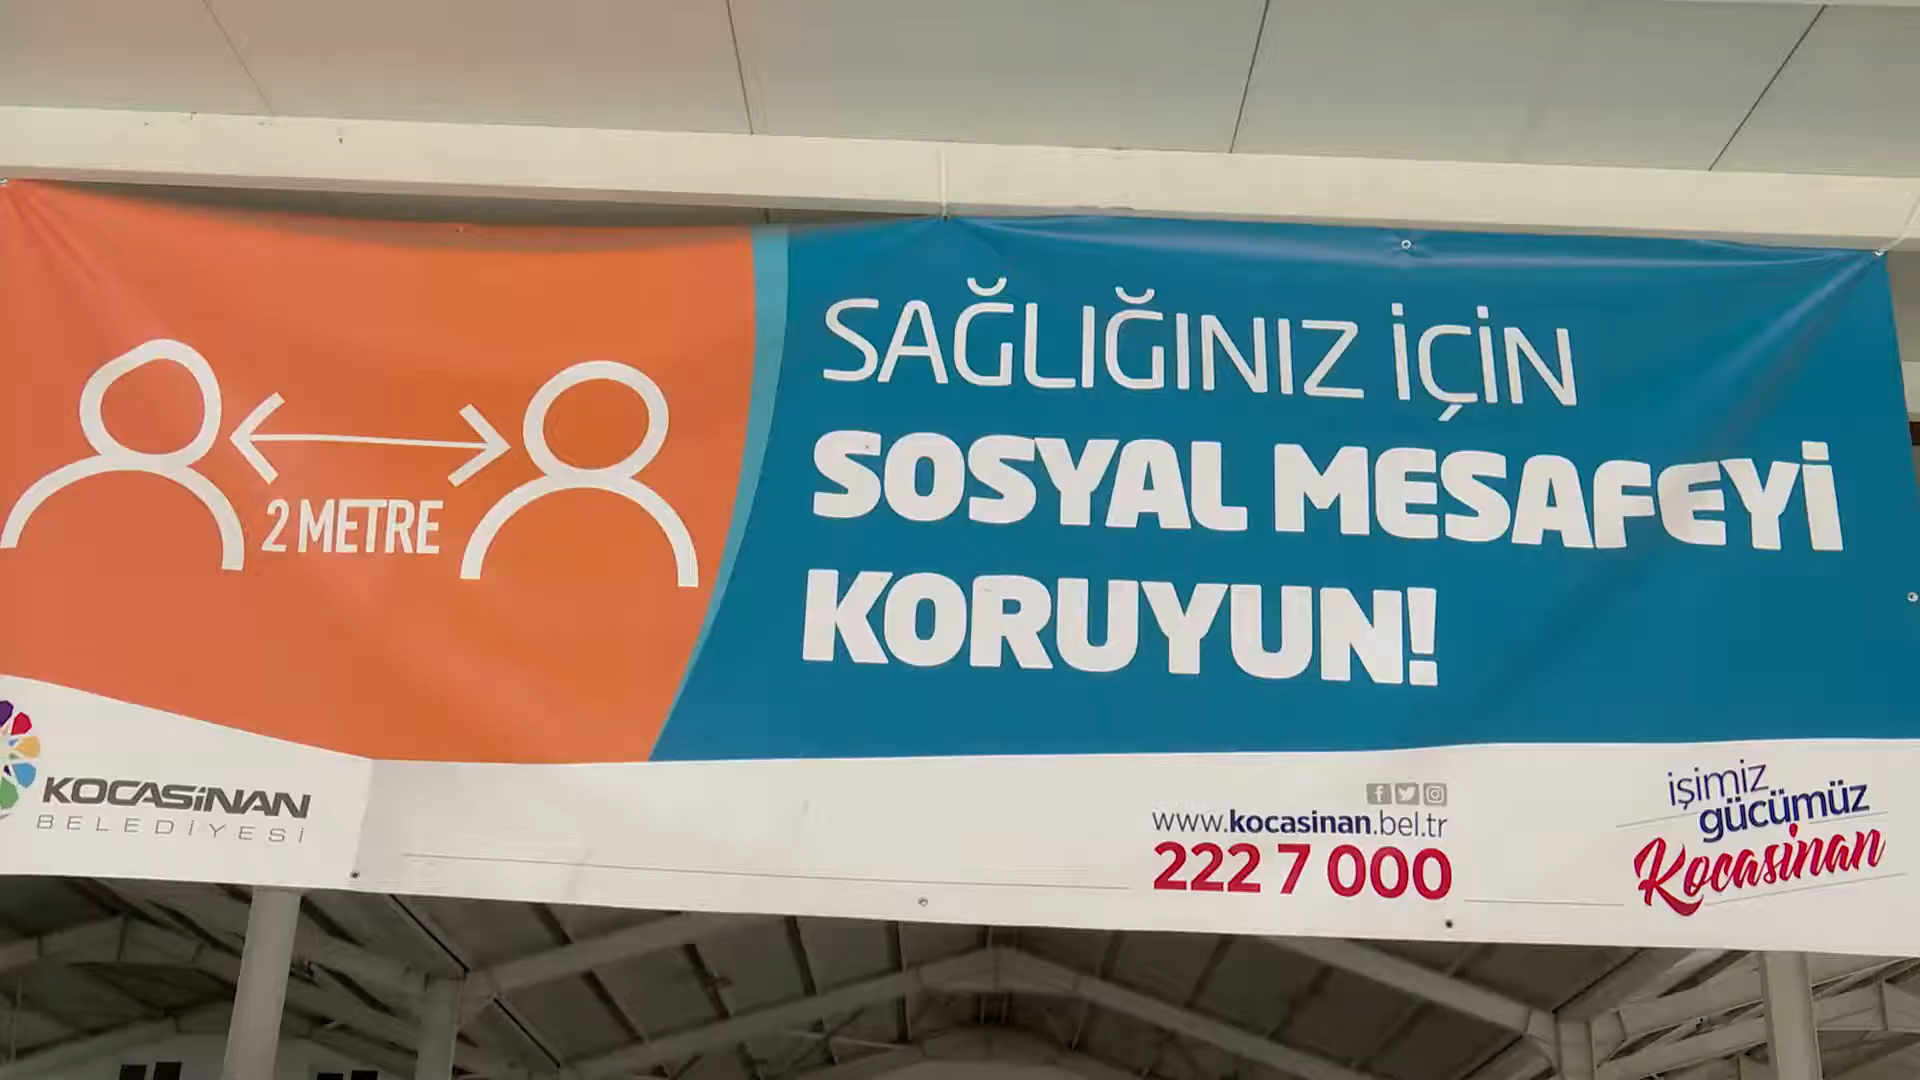 2 METRE
SAĞLIĞINIZ İÇİN
SOSYAL MESAFEYİ
KORUYUN!
KOCASİNAN
BELEDİYESİ
www.kocasinan.bel.tr
222 7 000
işimiz
gücümüz
Kocasinan